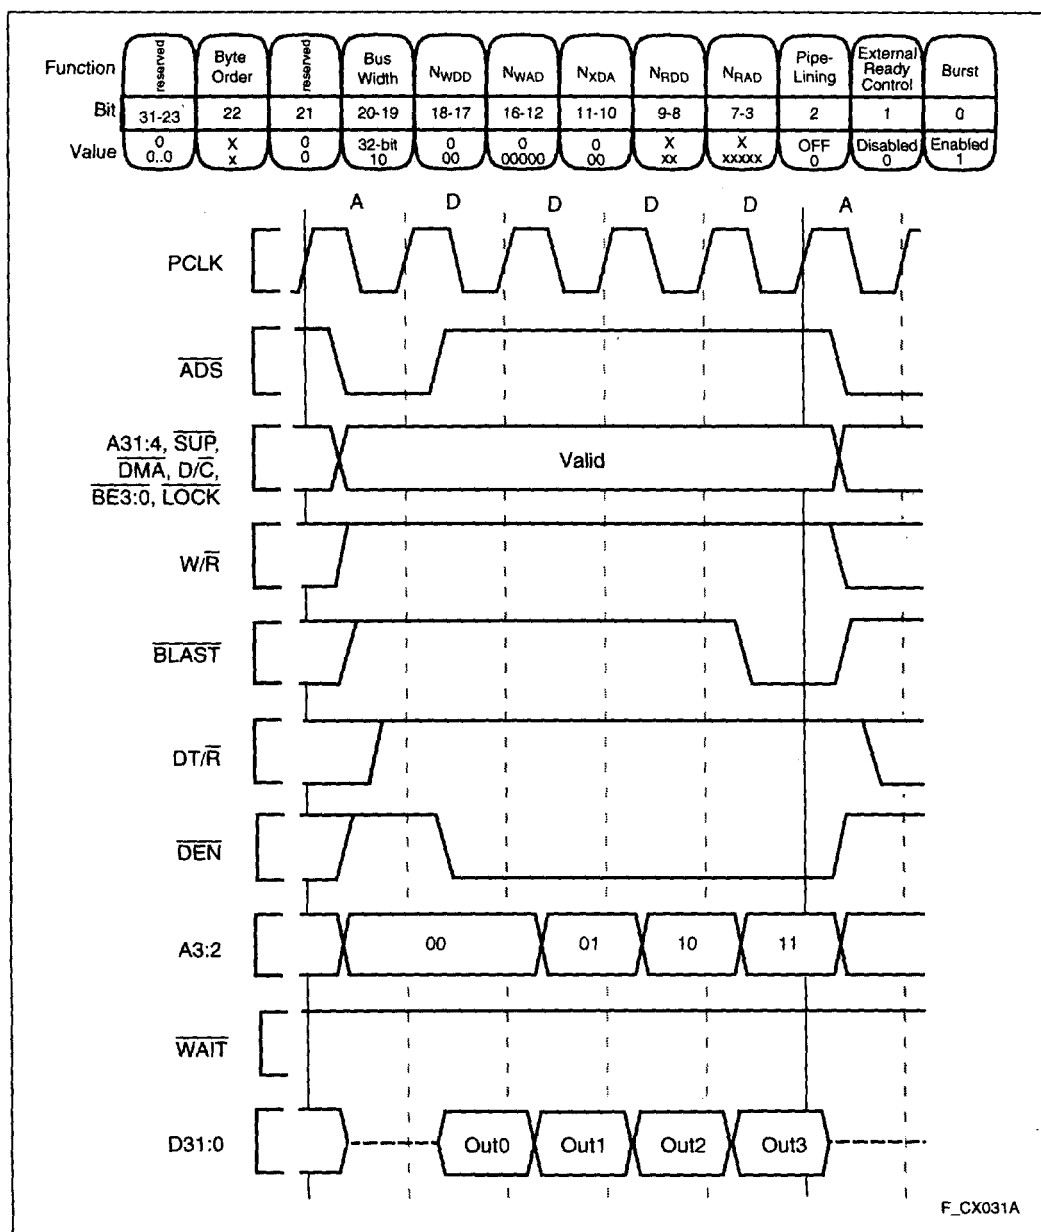 Function reserved Byte Order reserved Bus Width NWDD NWAD NXDA NRDD NRAD Pipe-Lining External Ready Control Burst
Bit 31-23 22 21 20-19 18-17 16-12 11-10 9-8 7-3 2 1 0
Value 0 X 0 32-bit 0 0 0 X X OFF Disabled Enabled
0..0 x 0 10 00 00000 00 xx xxxxx 0 0 1
A D D D D A
PCLK
ADS
A31:4, SUP,
DMA, D/C,
BE3:0, LOCK
Valid
W/R
BLAST
DT/R
DEN
A3:2 00 01 10 11
WAIT
D31:0 Out0 Out1 Out2 Out3
F_CX031A